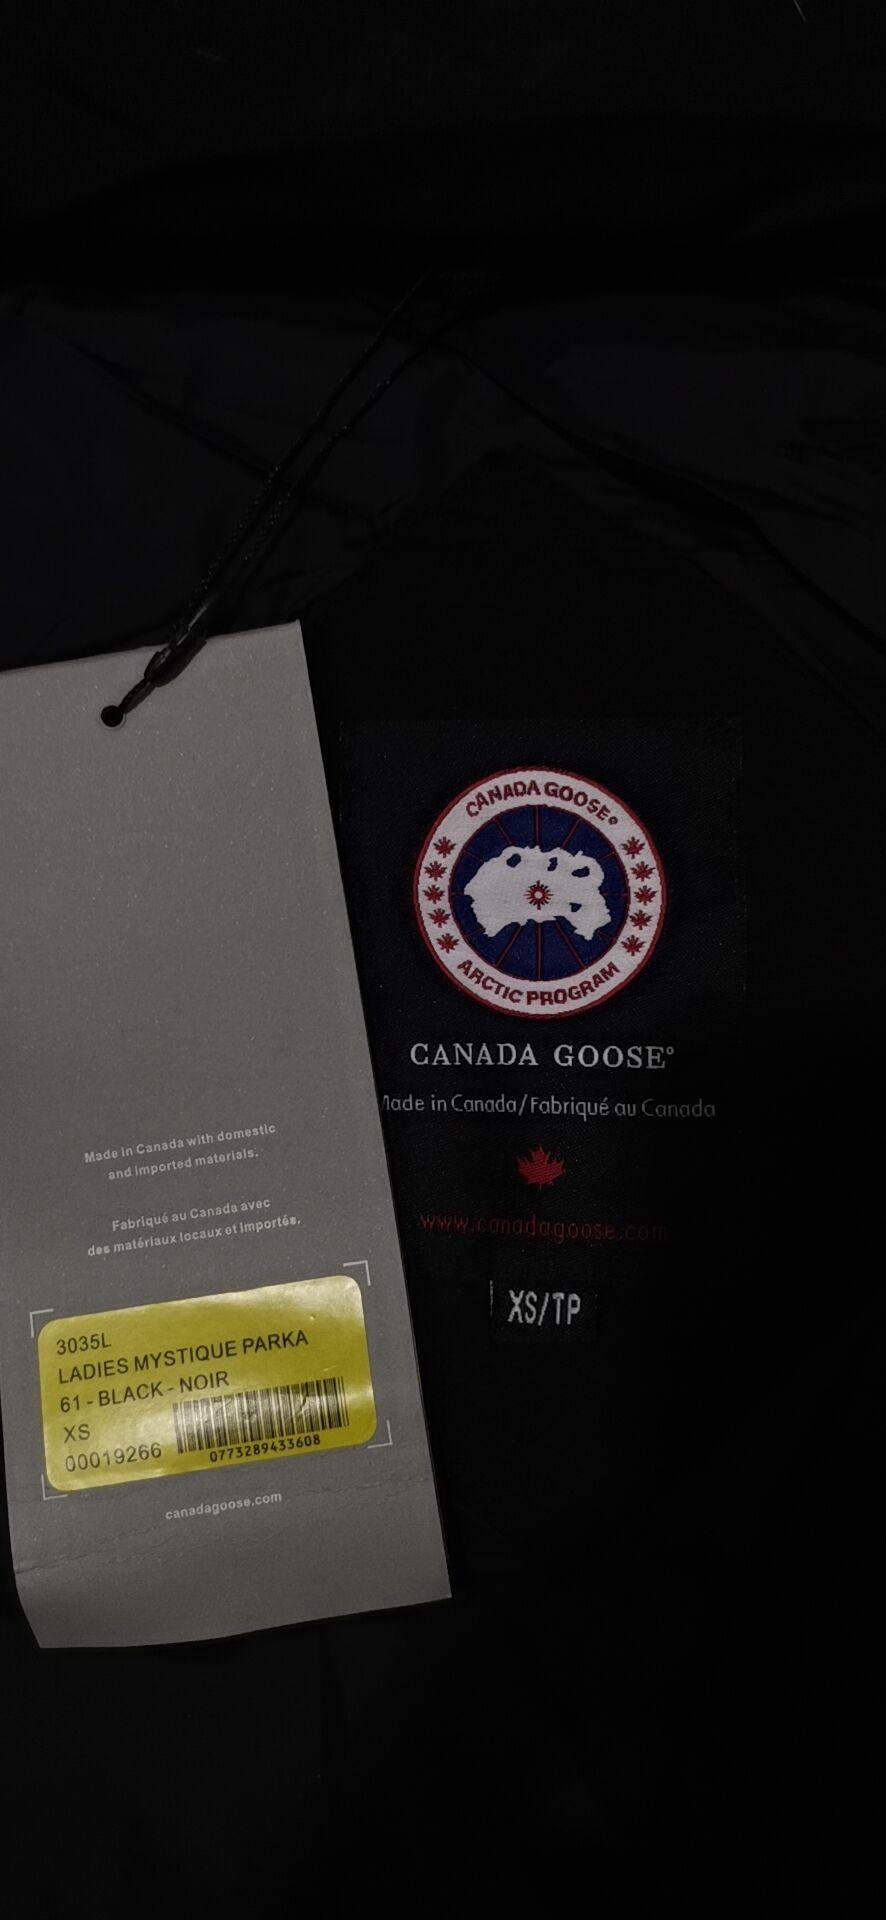 Made in Canada with domestic
and imported materials.
Fabriqué au Canada avec
des matériaux locaux et importés.
3035L
LADIES MYSTIQUE PARKA
61 - BLACK - NOIR
XS
00019266
0773289433608
canadagoose.com
CANADA GOOSE
ARCTIC PROGRAM
CANADA GOOSE
Made in Canada/Fabriqué au Canada
www.canadagoose.com
XS/TP